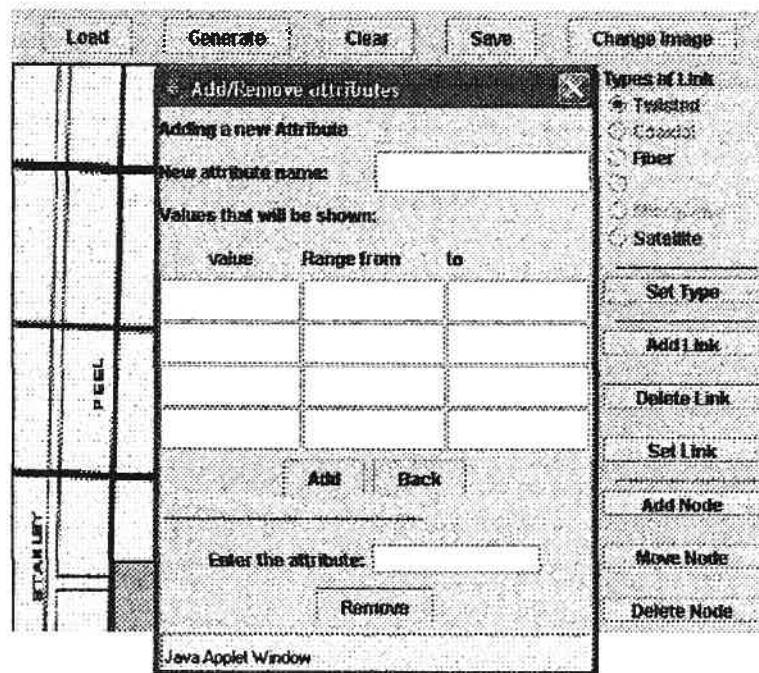 Load Generate Clear Save Change Image
Add/Remove attributes
Adding a new Attribute
New attribute name:
Values that will be shown:
value Range from to
Add Back
Enter the attribute:
Remove
Java Applet Window
Types of Link
Twisted
Coaxial
Fiber
Satellite
Set Type
Add Link
Delete Link
Set Link
Add Node
Move Node
Delete Node
PEEL
STANLEY